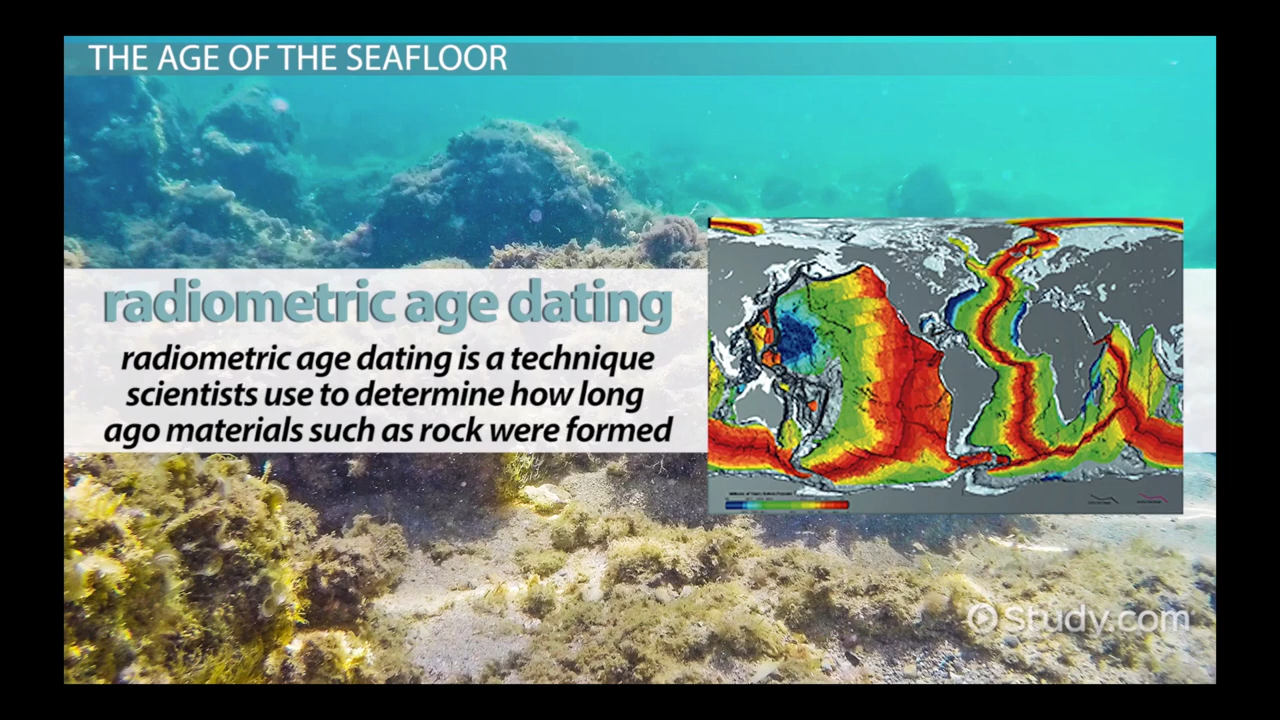 THE AGE OF THE SEAFLOOR
radiometric age dating
radiometric age dating is a technique
scientists use to determine how long
ago materials such as rock were formed
Study.com